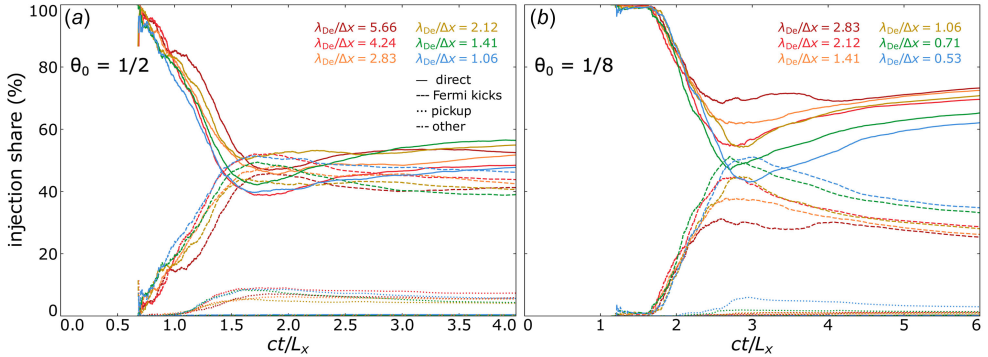 (a)
λDe/Δx = 5.66 λDe/Δx = 2.12
λDe/Δx = 4.24 λDe/Δx = 1.41
λDe/Δx = 2.83 λDe/Δx = 1.06
θ0 = 1/2
— direct
--- Fermi kicks
····· pickup
-·-· other
injection share (%)
100
80
60
40
20
0
0.0 0.5 1.0 1.5 2.0 2.5 3.0 3.5 4.0
ct/Lx
(b)
λDe/Δx = 2.83 λDe/Δx = 1.06
λDe/Δx = 2.12 λDe/Δx = 0.71
λDe/Δx = 1.41 λDe/Δx = 0.53
θ0 = 1/8
0 1 2 3 4 5 6
ct/Lx